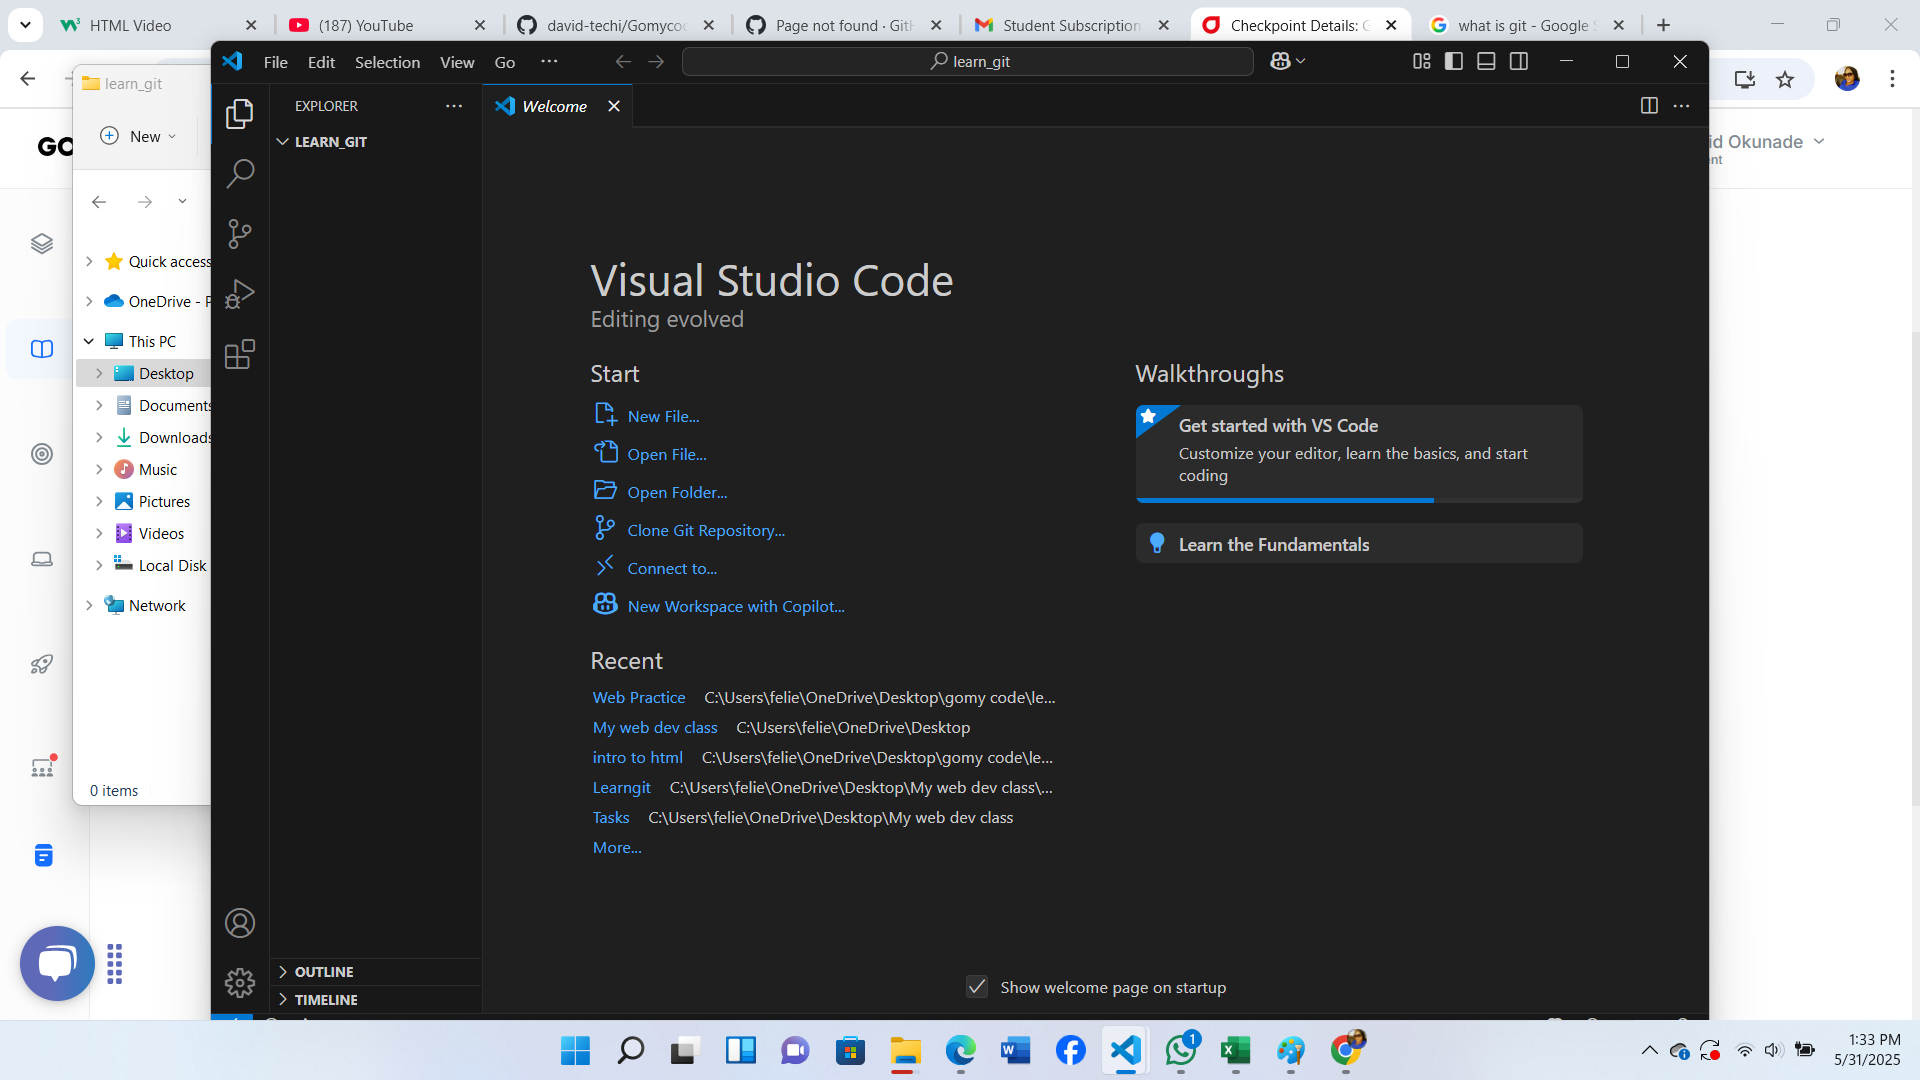 HTML Video
(187) YouTube
david-techi/Gomycoc
Page not found · GitH
Student Subscription
Checkpoint Details: G
what is git - Google S
learn_git
File Edit Selection View Go ···
learn_git
GO
New
EXPLORER
Welcome
id Okunade
ent
LEARN_GIT
Quick access
OneDrive - P
This PC
Desktop
Documents
Downloads
Music
Pictures
Videos
Local Disk
Network
0 items
Visual Studio Code
Editing evolved
Start
New File...
Open File...
Open Folder...
Clone Git Repository...
Connect to...
New Workspace with Copilot...
Recent
Web Practice C:\Users\felie\OneDrive\Desktop\gomy code\le...
My web dev class C:\Users\felie\OneDrive\Desktop
intro to html C:\Users\felie\OneDrive\Desktop\gomy code\le...
Learngit C:\Users\felie\OneDrive\Desktop\My web dev class\...
Tasks C:\Users\felie\OneDrive\Desktop\My web dev class
More...
Walkthroughs
Get started with VS Code
Customize your editor, learn the basics, and start
coding
Learn the Fundamentals
OUTLINE
TIMELINE
Show welcome page on startup
1
1:33 PM
5/31/2025